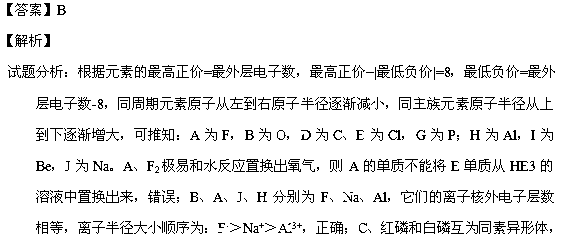 【答案】B
【解析】
试题分析：根据元素的最高正价=最外层电子数，最高正价+|最低负价|=8，最低负价=最外
层电子数-8，同周期元素原子从左到右原子半径逐渐减小，同主族元素原子半径从上
到下逐渐增大，可推知：A 为 F，B 为 O，D 为 C、E 为 Cl，G 为 P；H 为 Al，I 为
Be，J 为 Na。A、F₂极易和水反应置换出氧气，则 A 的单质不能将 E 单质从 HE3 的
溶液中置换出来，错误；B、A、J、H 分别为 F、Na、Al，它们的离子核外电子层数
相等，离子半径大小顺序为：F⁻＞Na⁺＞Al³⁺，正确；C、红磷和白磷互为同素异形体，